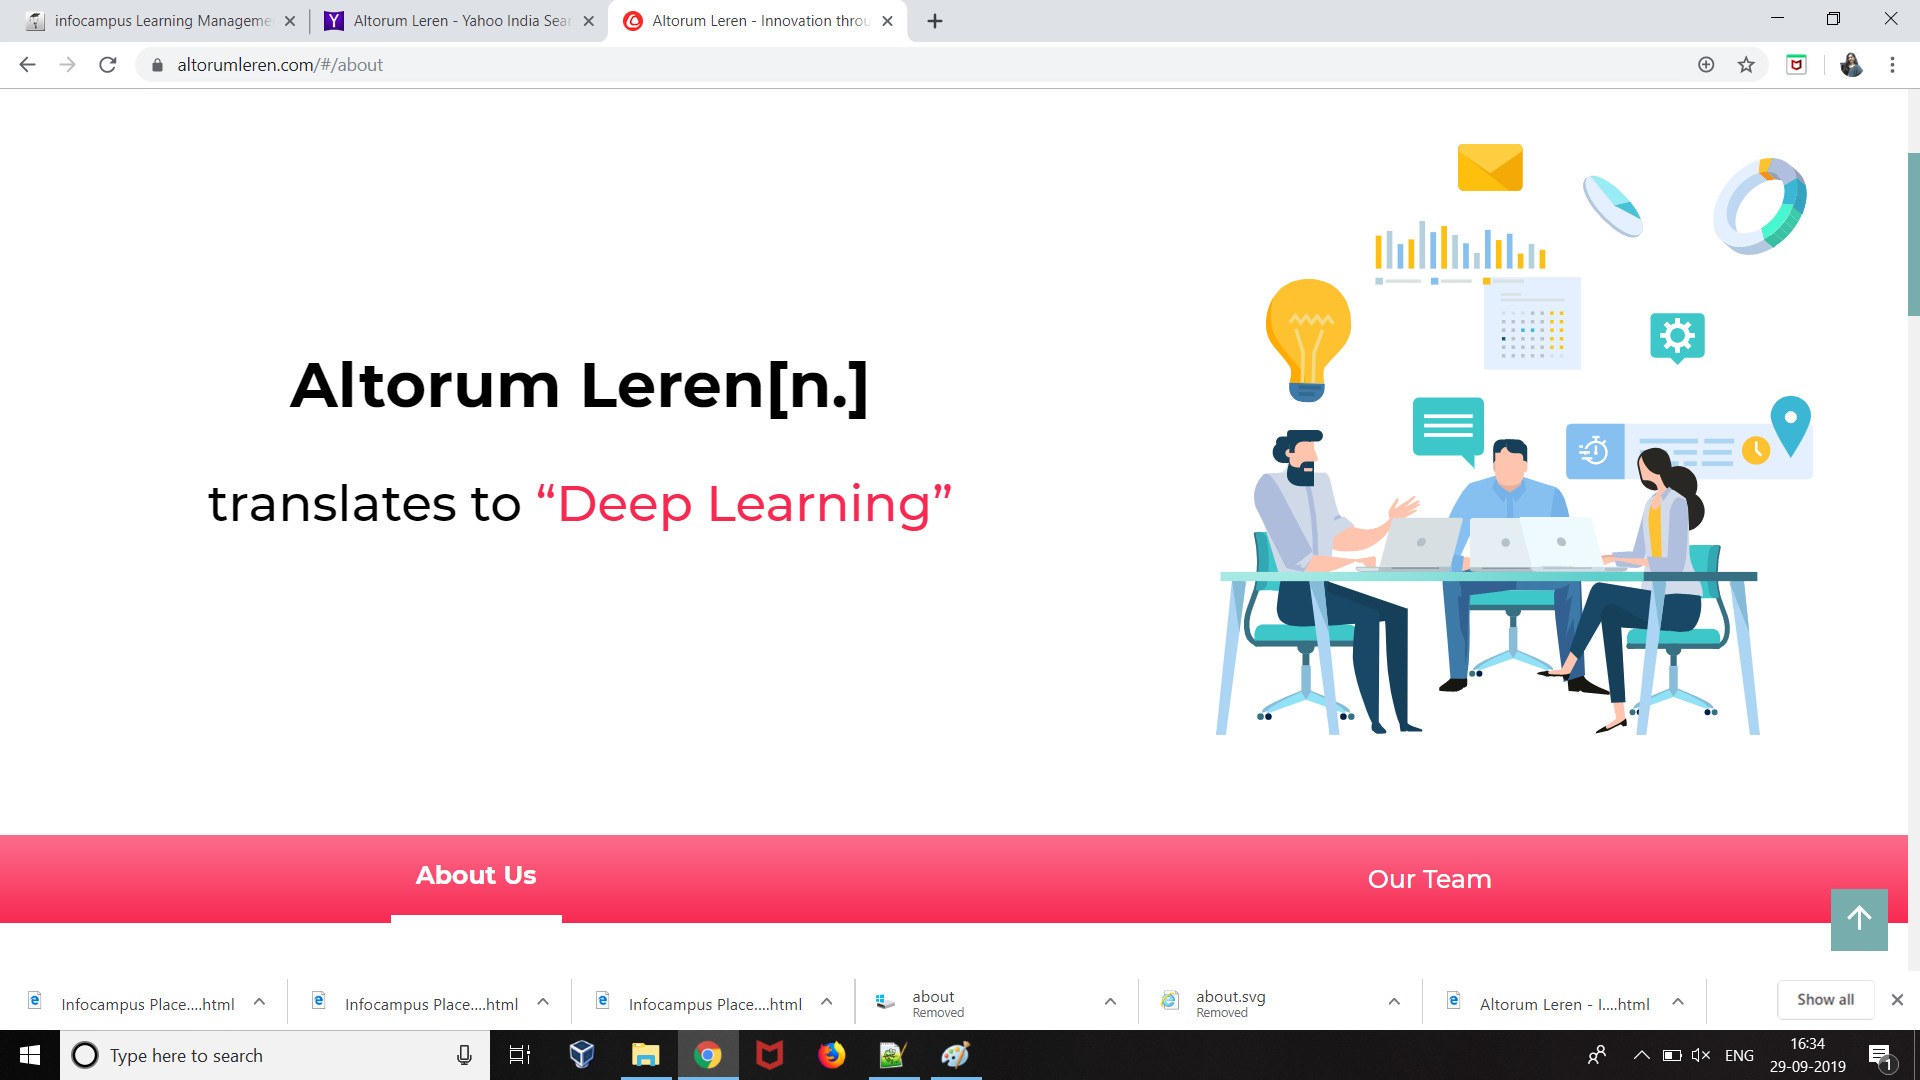 infocampus Learning Manageme
Altorum Leren - Yahoo India Sear
Altorum Leren - Innovation throu
altorumleren.com/#/about
Altorum Leren[n.]
translates to “Deep Learning”
About Us
Our Team
Infocampus Place....html
Infocampus Place....html
Infocampus Place....html
about
Removed
about.svg
Removed
Altorum Leren - I....html
Show all
Type here to search
ENG
16:34
29-09-2019
1